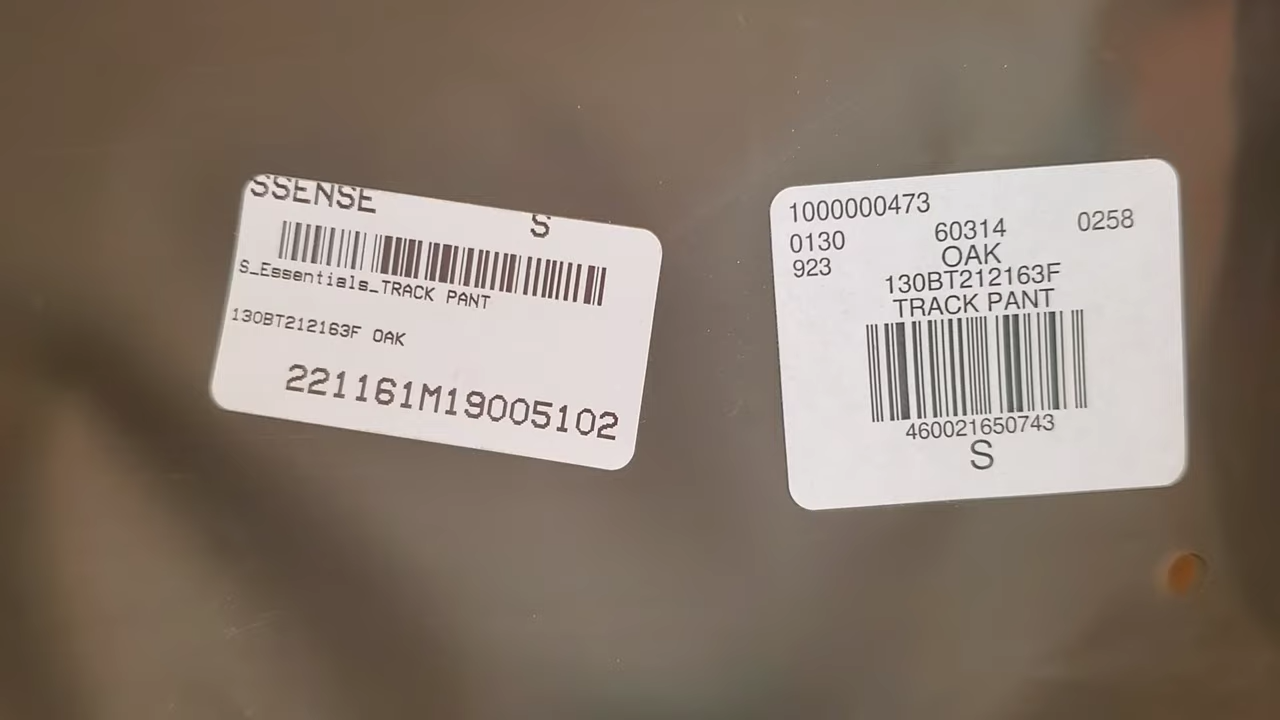 SSENSE
S
S_Essentials_TRACK PANT
130BT212163F OAK
221161M19005102
1000000473
0130 60314 0258
923 OAK
130BT212163F
TRACK PANT
460021650743
S